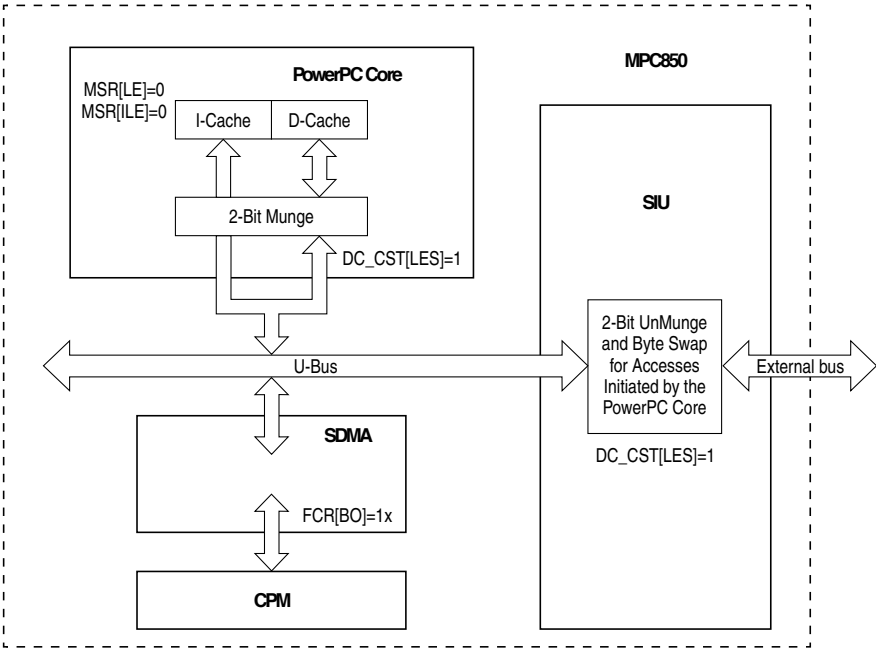 PowerPC Core
MPC850
MSR[LE]=0
MSR[ILE]=0
I-Cache
D-Cache
2-Bit Munge
DC_CST[LES]=1
SIU
2-Bit UnMunge
and Byte Swap
for Accesses
Initiated by the
PowerPC Core
U-Bus
External bus
DC_CST[LES]=1
SDMA
FCR[BO]=1x
CPM